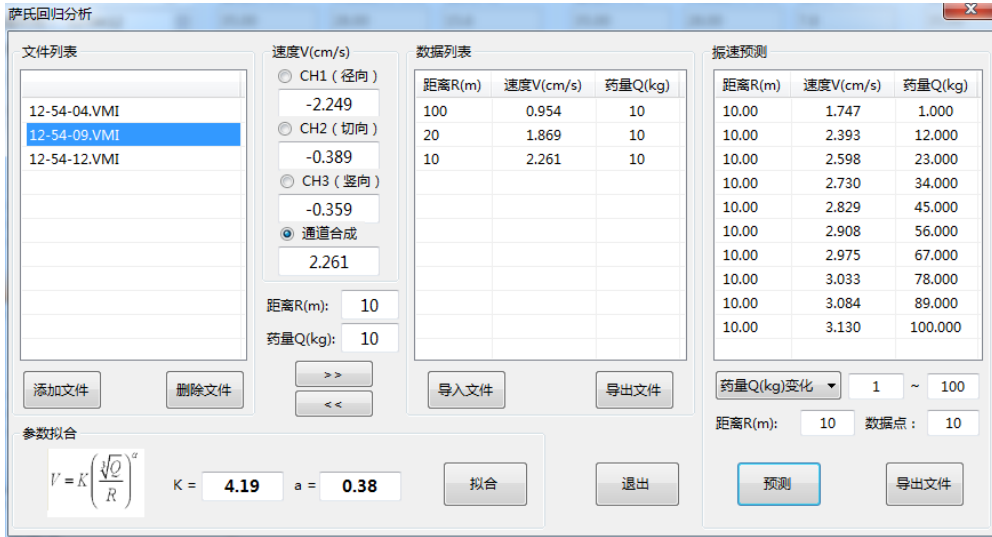 萨氏回归分析
文件列表
12-54-04.VMI
12-54-09.VMI
12-54-12.VMI
添加文件 删除文件
速度V(cm/s)
CH1(径向)
-2.249
CH2(切向)
-0.389
CH3(竖向)
-0.359
通道合成
2.261
距离R(m): 10
药量Q(kg): 10
>>
<<
数据列表
距离R(m) 速度V(cm/s) 药量Q(kg)
100 0.954 10
20 1.869 10
10 2.261 10
导入文件 导出文件
振速预测
距离R(m) 速度V(cm/s) 药量Q(kg)
10.00 1.747 1.000
10.00 2.393 12.000
10.00 2.598 23.000
10.00 2.730 34.000
10.00 2.829 45.000
10.00 2.908 56.000
10.00 2.975 67.000
10.00 3.033 78.000
10.00 3.084 89.000
10.00 3.130 100.000
药量Q(kg)变化 1 ~ 100
距离R(m): 10 数据点: 10
预测 导出文件
参数拟合
V = K(∛Q/R)^α
K = 4.19 a = 0.38 拟合 退出